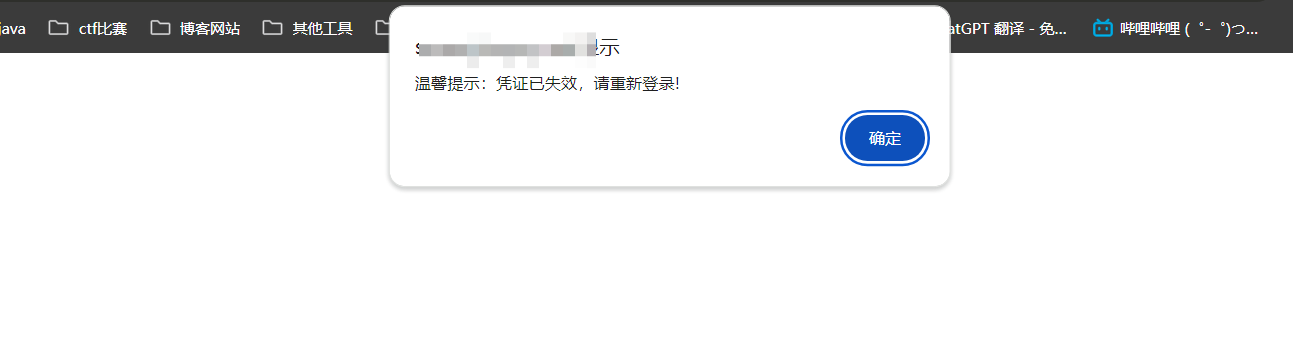 java ctf比赛 博客网站 其他工具 atGPT 翻译 - 免... 哔哩哔哩 (゜-゜)つ...
示
温馨提示：凭证已失效，请重新登录!
确定